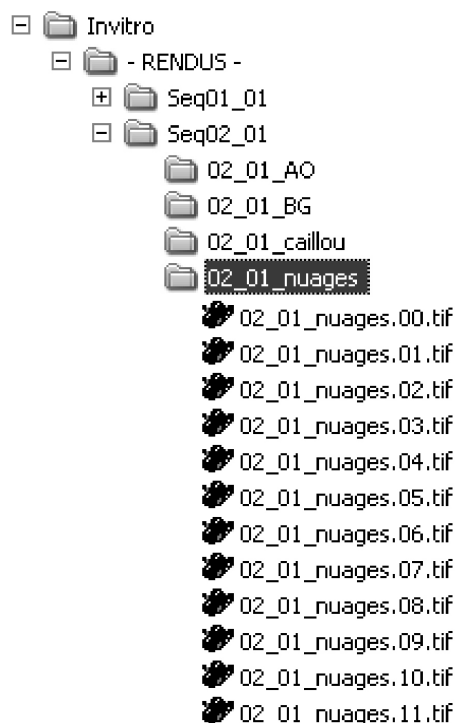 Invitro
- RENDUS -
Seq01_01
Seq02_01
02_01_AO
02_01_BG
02_01_caillou
02_01_nuages
02_01_nuages.00.tif
02_01_nuages.01.tif
02_01_nuages.02.tif
02_01_nuages.03.tif
02_01_nuages.04.tif
02_01_nuages.05.tif
02_01_nuages.06.tif
02_01_nuages.07.tif
02_01_nuages.08.tif
02_01_nuages.09.tif
02_01_nuages.10.tif
02_01_nuages.11.tif